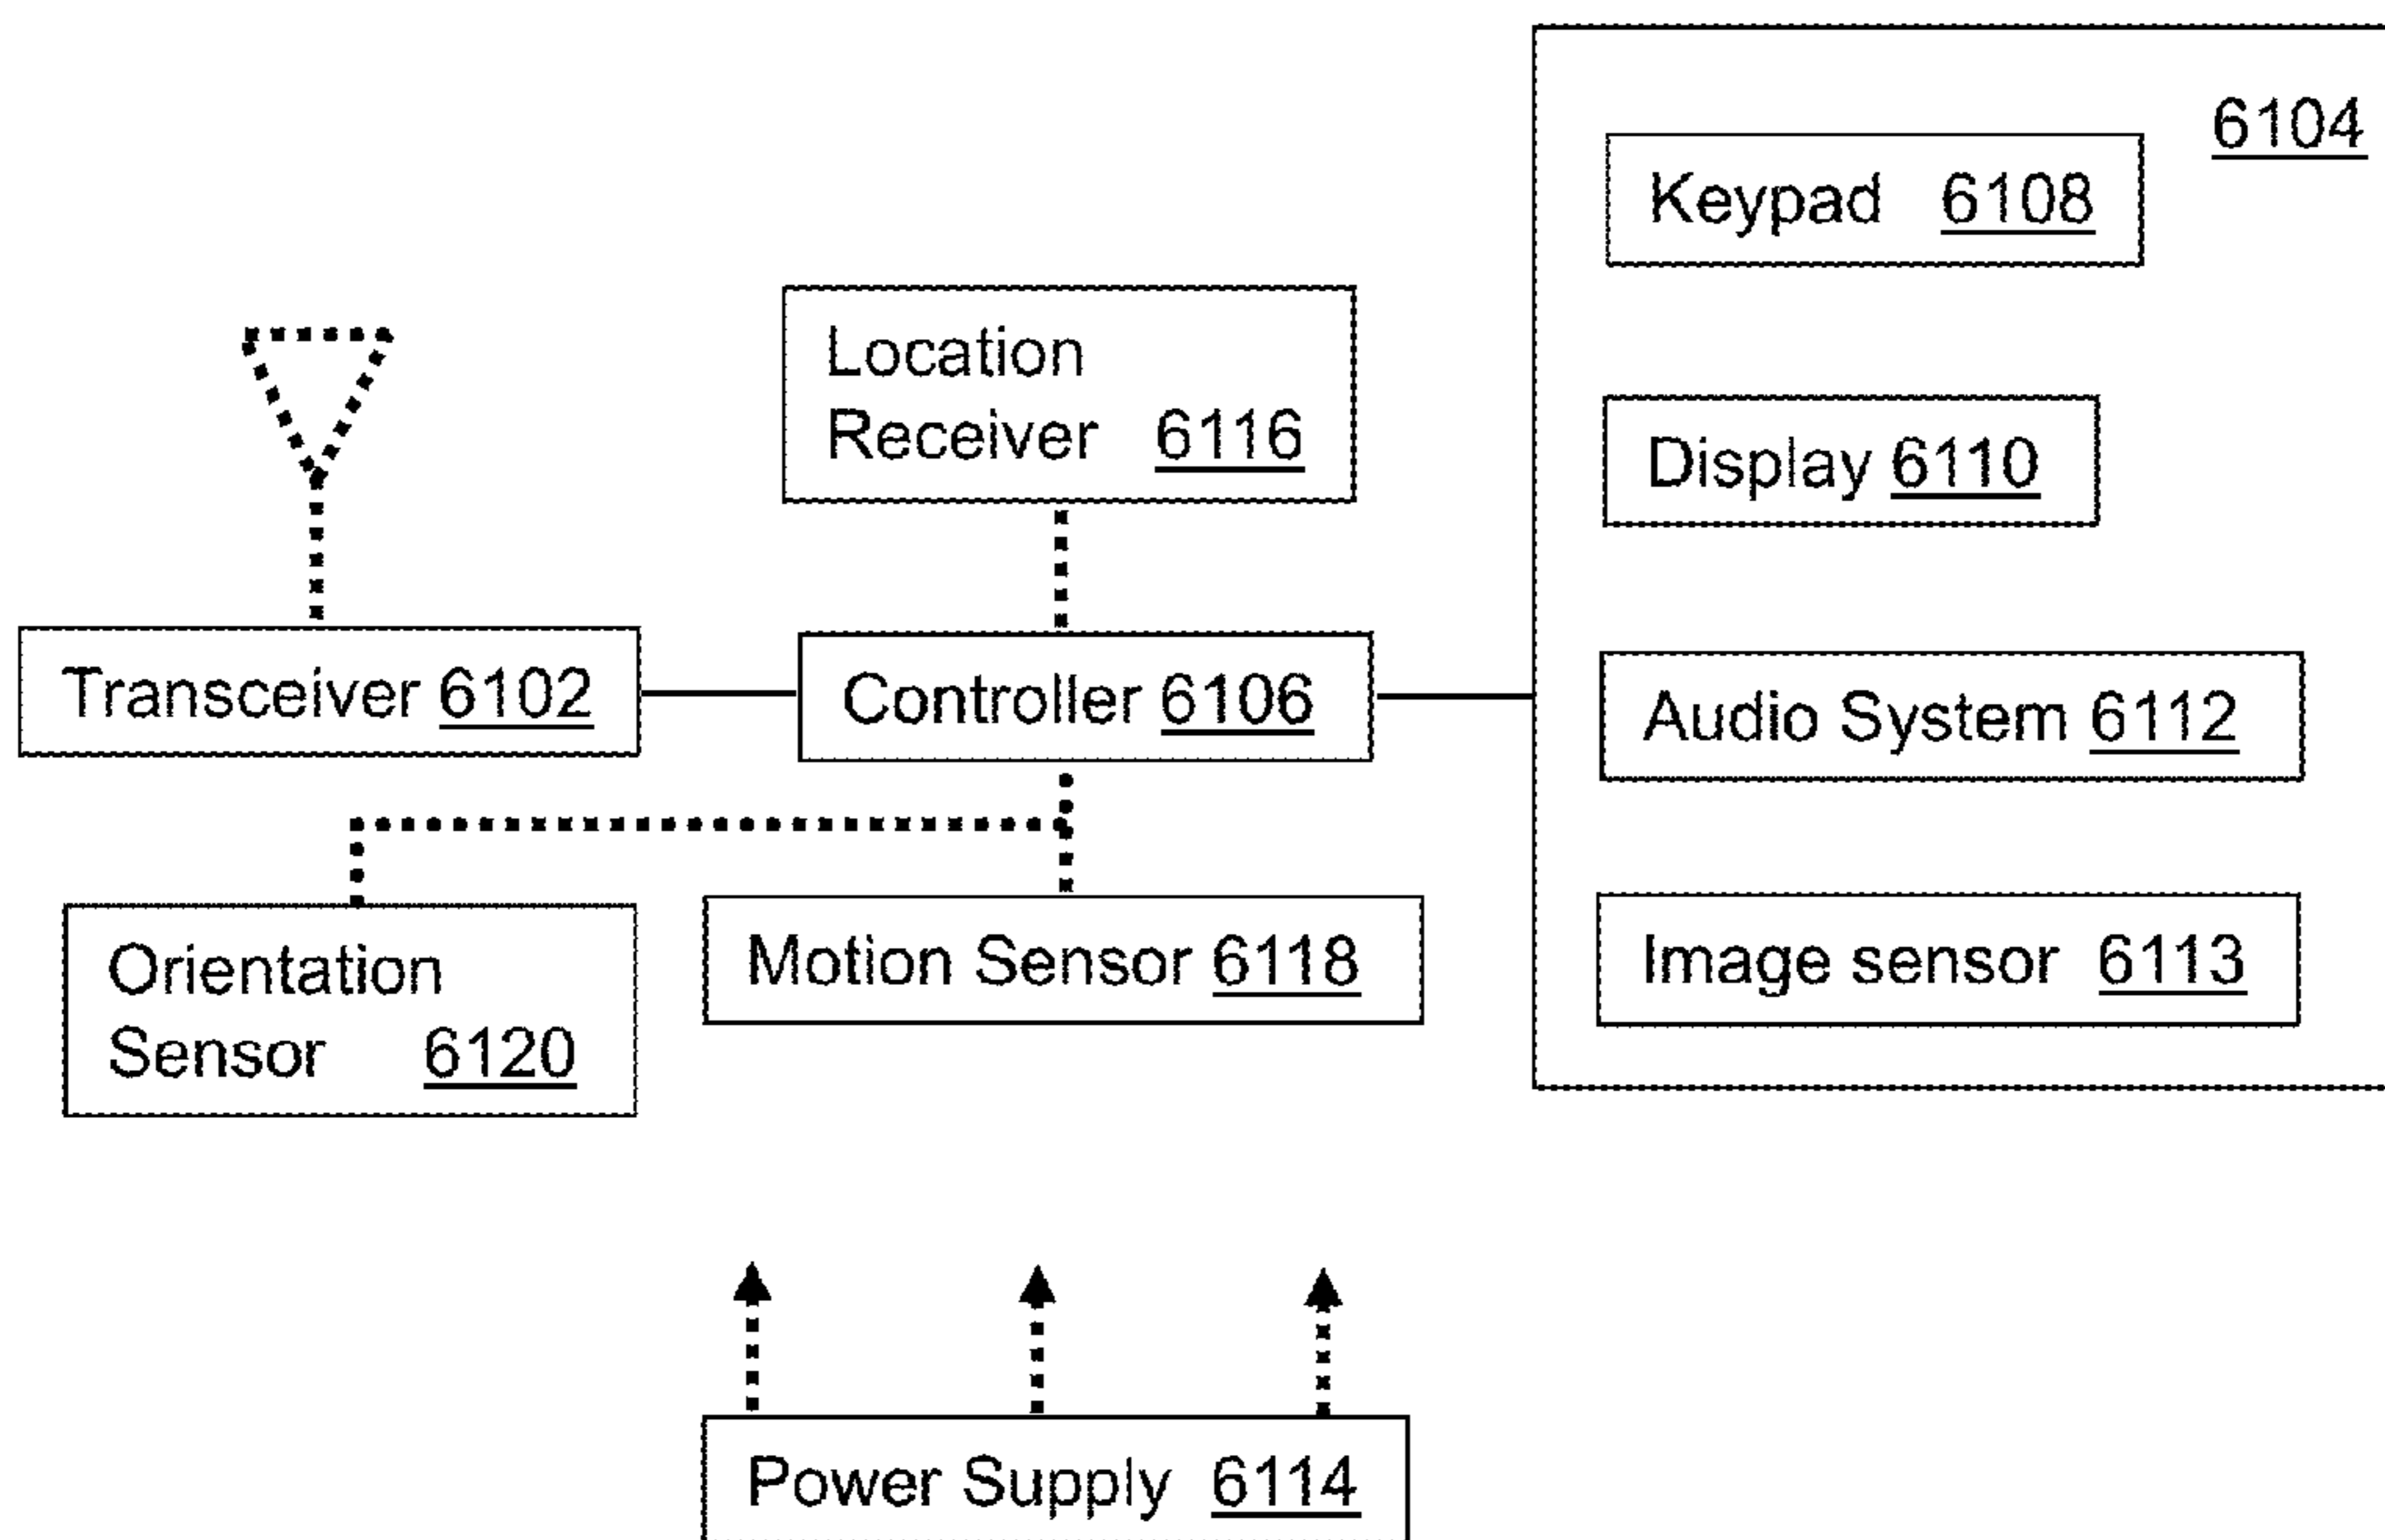 6104
Keypad 6108
Location
Receiver 6116
Display 6110
Transceiver 6102
Controller 6106
Audio System 6112
Orientation
Sensor 6120
Motion Sensor 6118
Image sensor 6113
Power Supply 6114